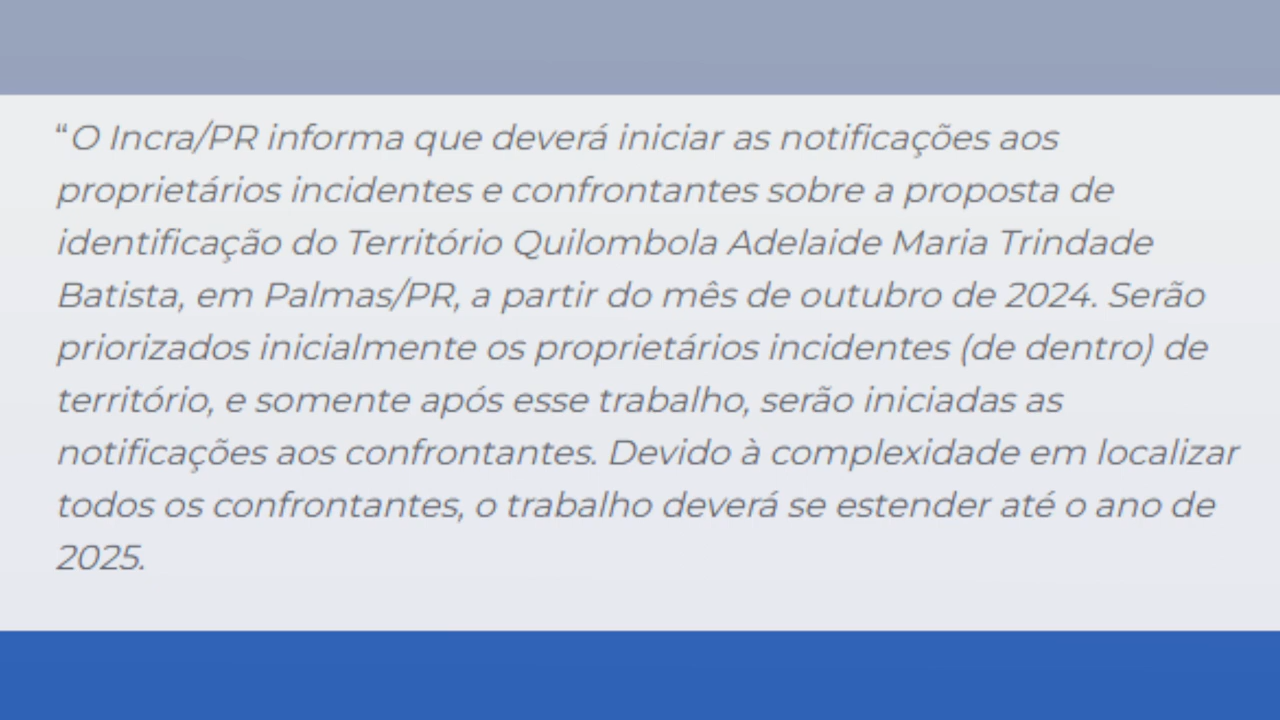 “O Incra/PR informa que deverá iniciar as notificações aos
proprietários incidentes e confrontantes sobre a proposta de
identificação do Território Quilombola Adelaide Maria Trindade
Batista, em Palmas/PR, a partir do mês de outubro de 2024. Serão
priorizados inicialmente os proprietários incidentes (de dentro) de
território, e somente após esse trabalho, serão iniciadas as
notificações aos confrontantes. Devido à complexidade em localizar
todos os confrontantes, o trabalho deverá se estender até o ano de
2025.